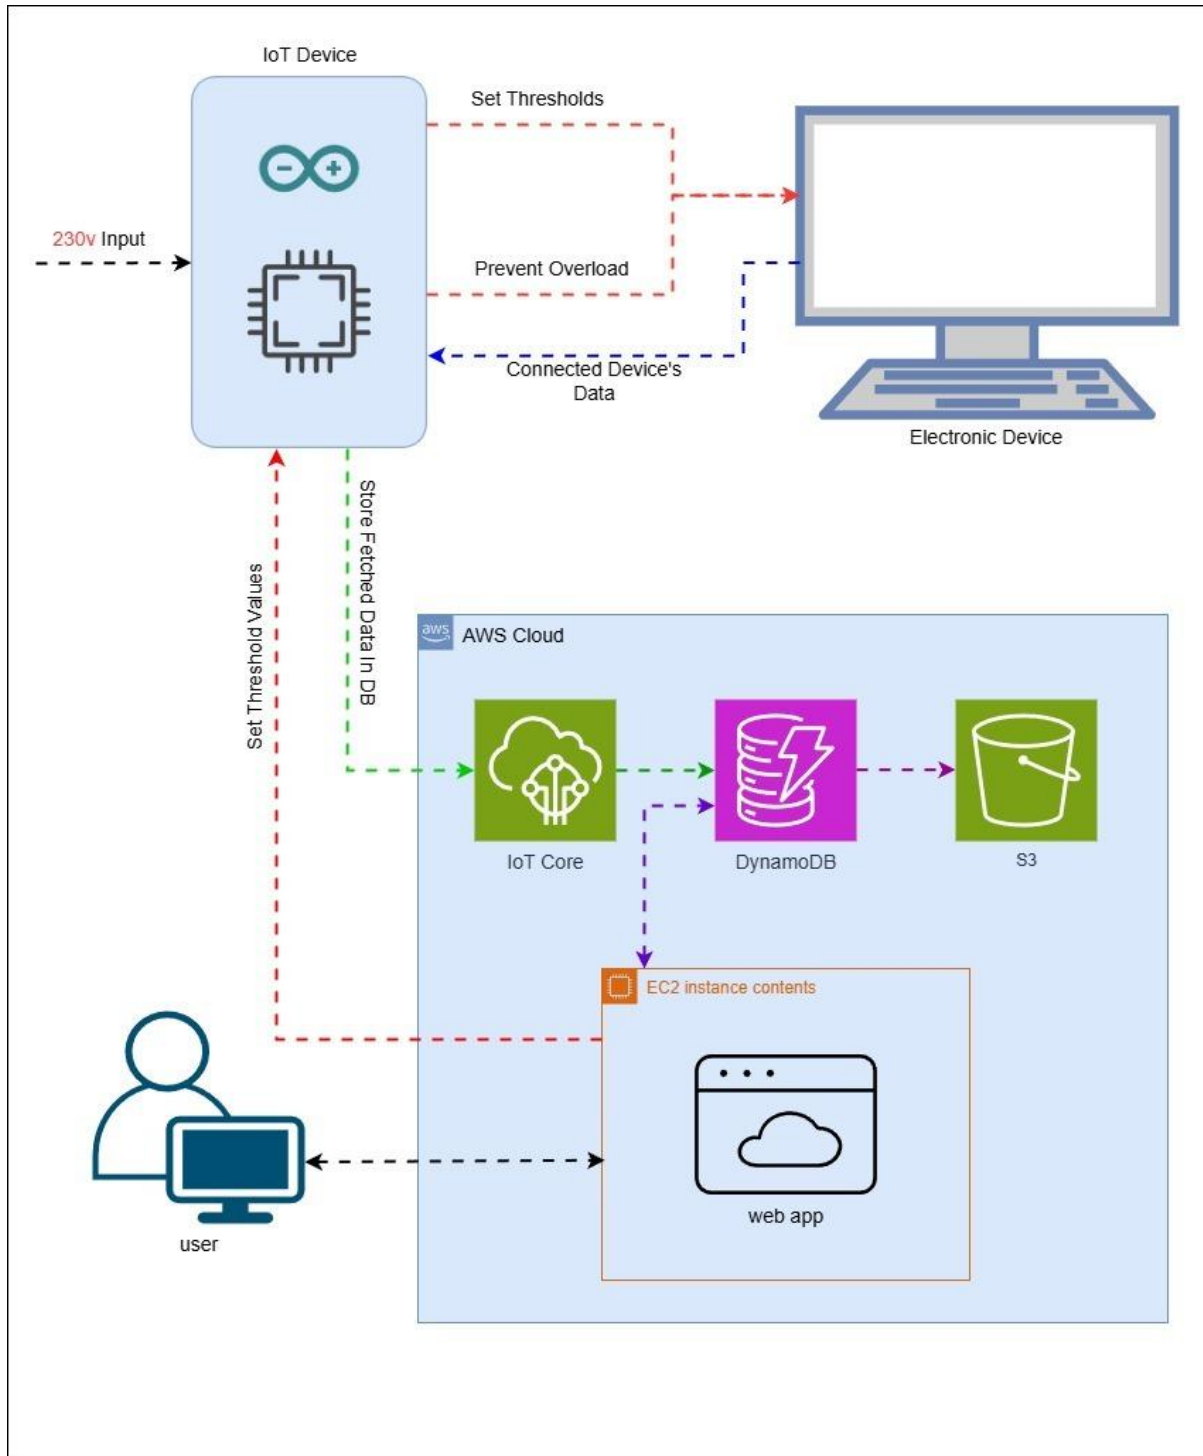 IoT Device
Set Thresholds
230v Input
Prevent Overload
Connected Device's
Data
Electronic Device
Store Fetched Data In DB
Set Threshold Values
aws
AWS Cloud
IoT Core
DynamoDB
S3
EC2 instance contents
web app
user